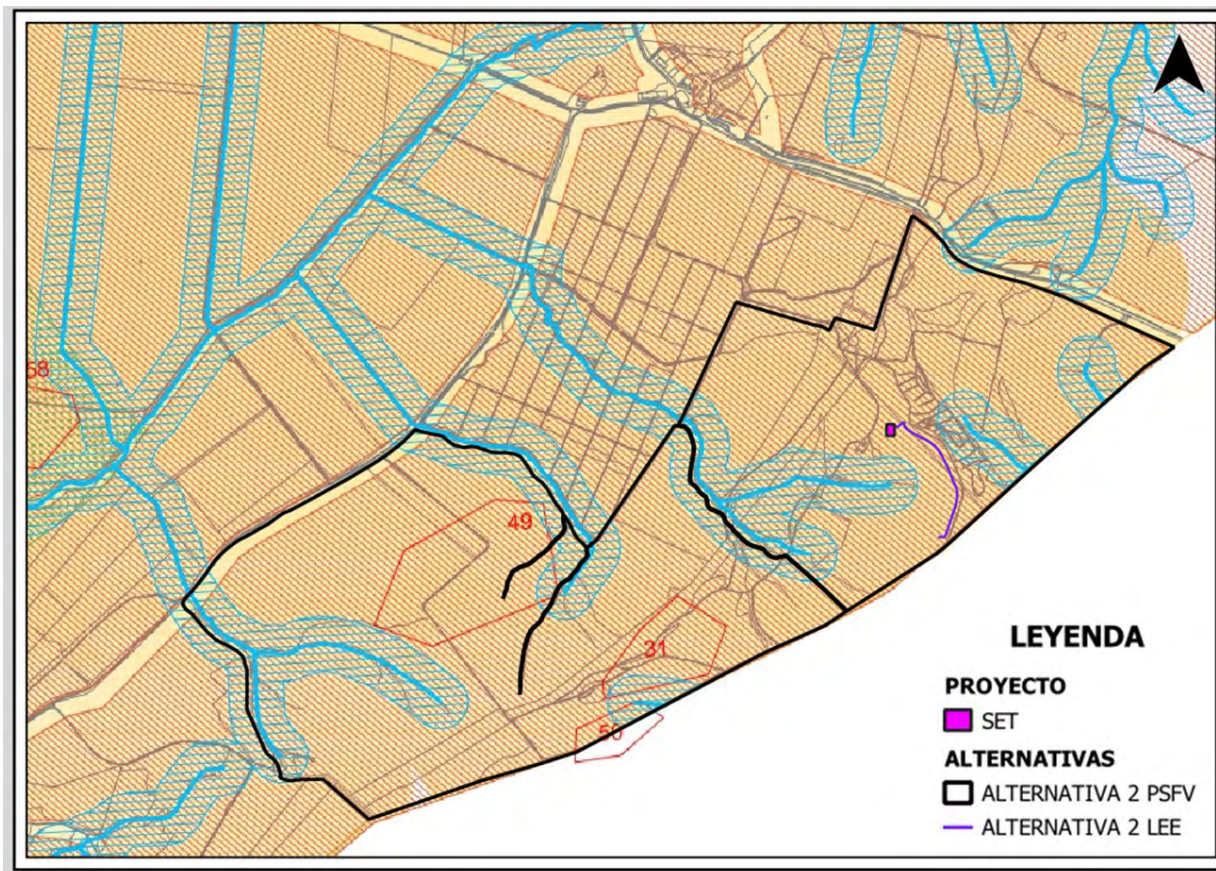 58
49
31
50
LEYENDA
PROYECTO
SET
ALTERNATIVAS
ALTERNATIVA 2 PSFV
ALTERNATIVA 2 LEE